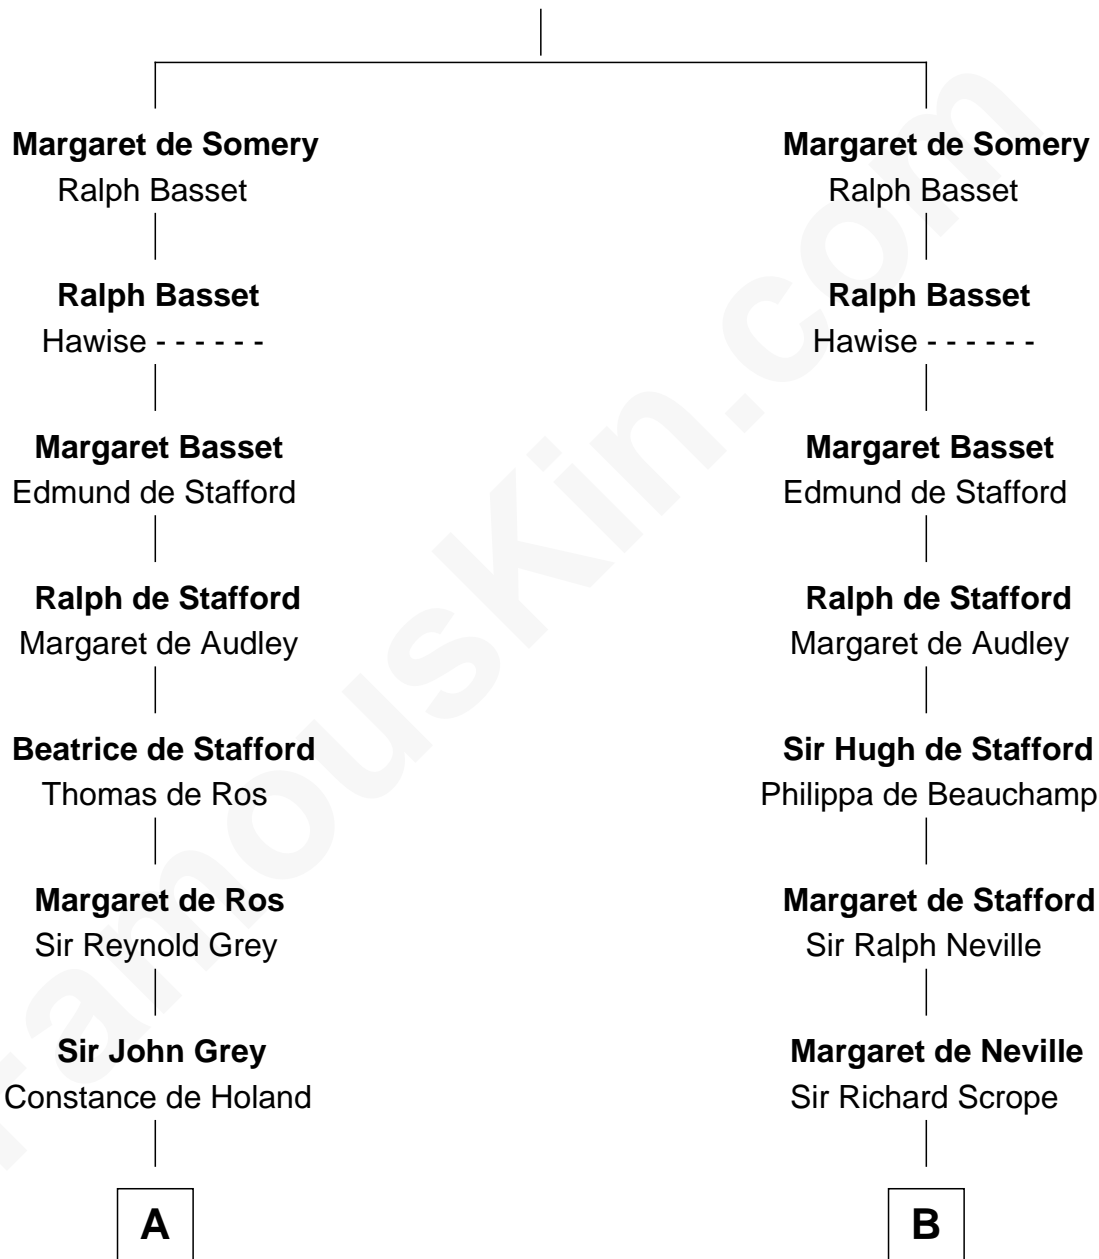 Margaret de Somery
Ralph Basset
Ralph Basset
Hawise - - - - - -
Margaret Basset
Edmund de Stafford
Ralph de Stafford
Margaret de Audley
Beatrice de Stafford
Thomas de Ros
Margaret de Ros
Sir Reynold Grey
Sir John Grey
Constance de Holand
A
Margaret de Somery
Ralph Basset
Ralph Basset
Hawise - - - - - -
Margaret Basset
Edmund de Stafford
Ralph de Stafford
Margaret de Audley
Sir Hugh de Stafford
Philippa de Beauchamp
Margaret de Stafford
Sir Ralph Neville
Margaret de Neville
Sir Richard Scrope
B
FamousKin.com